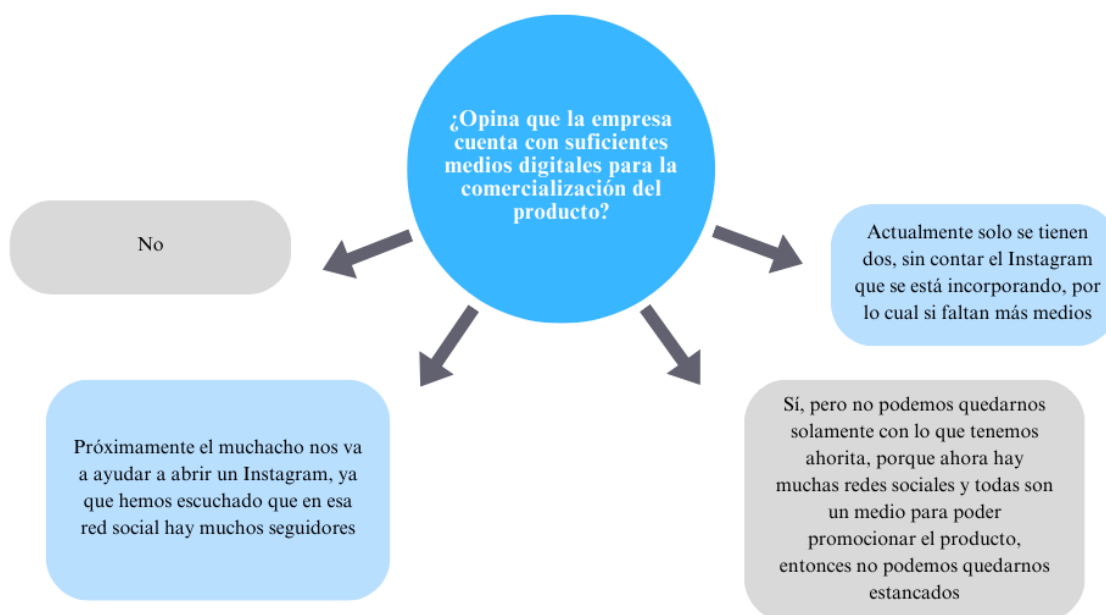 ¿Opina que la empresa
cuenta con suficientes
medios digitales para la
comercialización del
producto?
No
Actualmente solo se tienen
dos, sin contar el Instagram
que se está incorporando, por
lo cual si faltan más medios
Próximamente el muchacho nos va
a ayudar a abrir un Instagram, ya
que hemos escuchado que en esa
red social hay muchos seguidores
Sí, pero no podemos quedarnos
solamente con lo que tenemos
ahorita, porque ahora hay
muchas redes sociales y todas son
un medio para poder
promocionar el producto,
entonces no podemos quedarnos
estancados